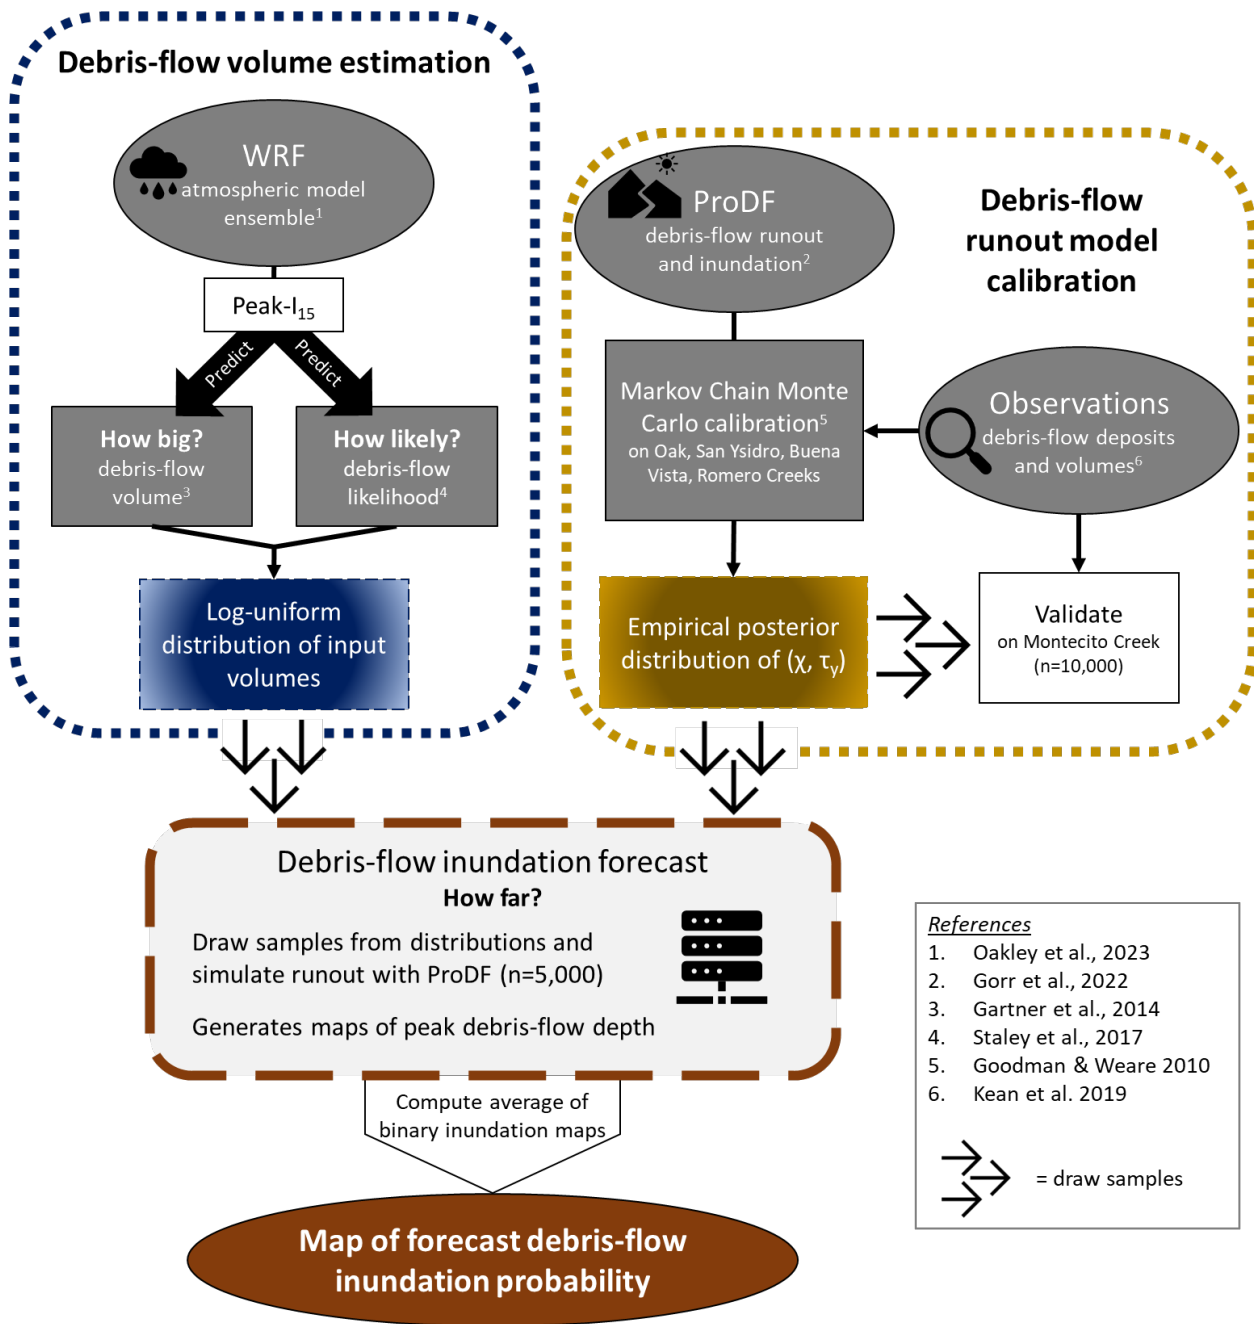 Debris-flow volume estimation
WRF
atmospheric model
ensemble1
Peak-I15
Predict
Predict
How big?
debris-flow
volume3
How likely?
debris-flow
likelihood4
Log-uniform
distribution of input
volumes
Debris-flow
runout model
calibration
ProDF
debris-flow runout
and inundation2
Markov Chain Monte
Carlo calibration5
on Oak, San Ysidro, Buena
Vista, Romero Creeks
Observations
debris-flow deposits
and volumes6
Empirical posterior
distribution of (χ, τy)
Validate
on Montecito Creek
(n=10,000)
Debris-flow inundation forecast
How far?
Draw samples from distributions and
simulate runout with ProDF (n=5,000)
Generates maps of peak debris-flow depth
Compute average of
binary inundation maps
Map of forecast debris-flow
inundation probability
References
1. Oakley et al., 2023
2. Gorr et al., 2022
3. Gartner et al., 2014
4. Staley et al., 2017
5. Goodman & Weare 2010
6. Kean et al. 2019
= draw samples